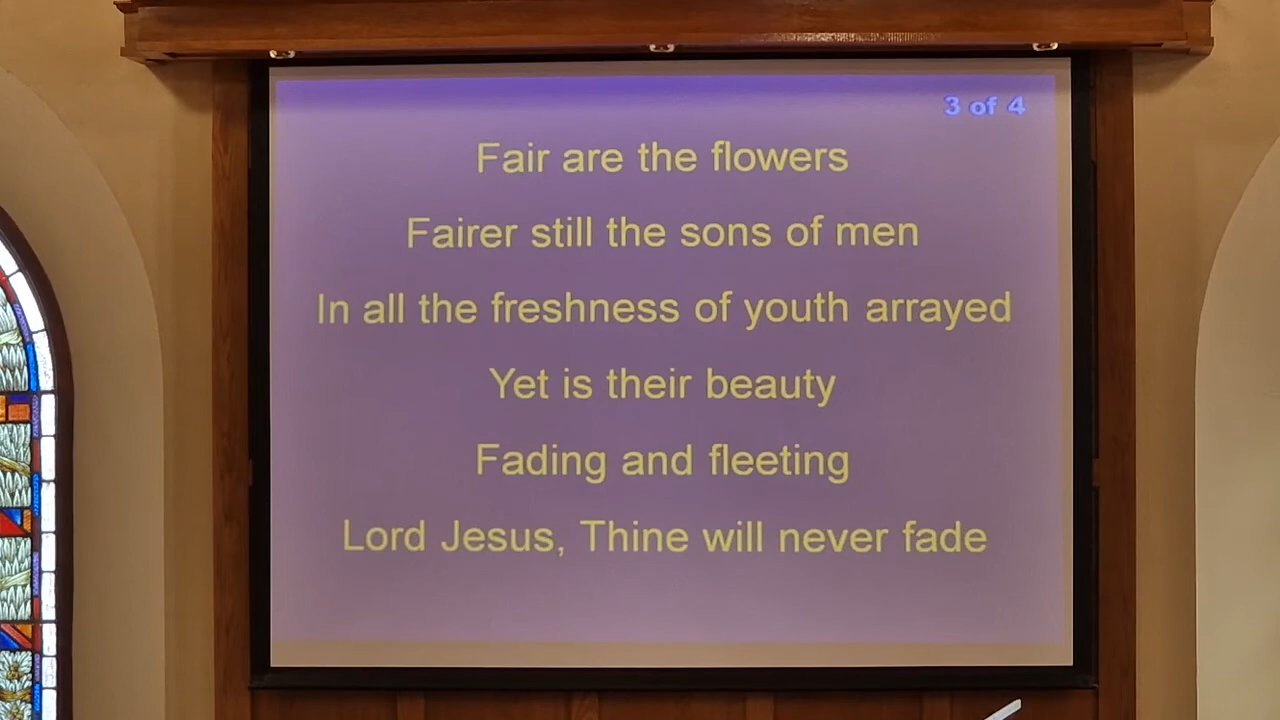 3 of 4
Fair are the flowers
Fairer still the sons of men
In all the freshness of youth arrayed
Yet is their beauty
Fading and fleeting
Lord Jesus, Thine will never fade